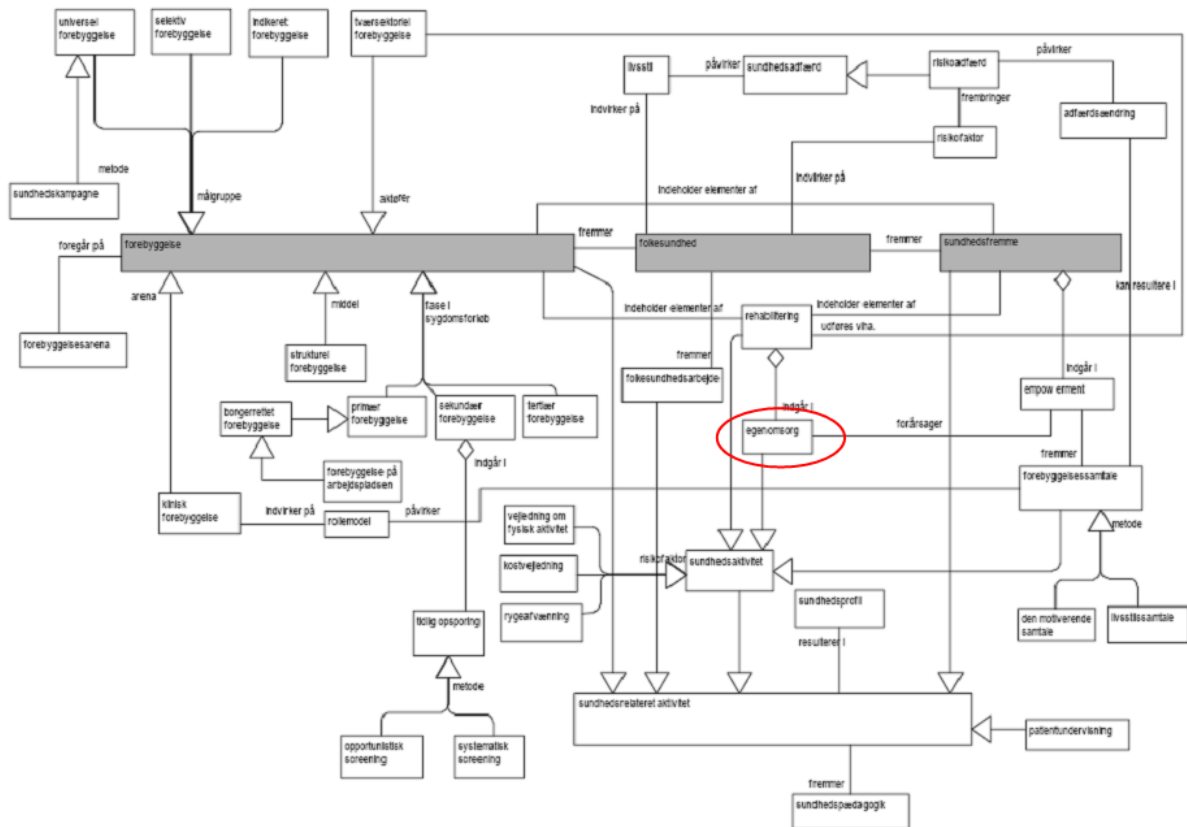 universel
forebyggelse
selektiv
forebyggelse
indikeret
forebyggelse
tværsektoriel
forebyggelse
livsstil
påvirker
sundhedsadfærd
risikoadfærd
påvirker
frembringer
indvirker på
adfærdsændring
risikofaktor
metode
sundhedskampagne
målgruppe
aktører
indvirker på
indeholder elementer af
foregår på
forebyggelse
fremmer
folkesundhed
fremmer
sundhedsfremme
arena
middel
fase i
sygdomsforløb
indeholder elementer af
rehabilitering
indeholder elementer af
udføres vha.
kan resultere i
forebyggelsesarena
strukturel
forebyggelse
fremmer
folkesundhedsarbejde
indgår i
indgår i
empow erment
borgerrettet
forebyggelse
primær
forebyggelse
sekundær
forebyggelse
tertiær
forebyggelse
egenomsorg
forårsager
fremmer
indgår i
forebyggelse på
arbejdspladsen
forebyggelsessamtale
klinisk
forebyggelse
indvirker på
rollemodel
påvirker
vejledning om
fysisk aktivitet
metode
risikofaktor
sundhedsaktivitet
kostvejledning
rygeafvænning
sundhedsprofil
den motiverende
samtale
livsstilssamtale
tidlig opsporing
resulterer i
metode
sundhedsrelateret aktivitet
patientundervisning
opportunistisk
screening
systematisk
screening
fremmer
sundhedspædagogik